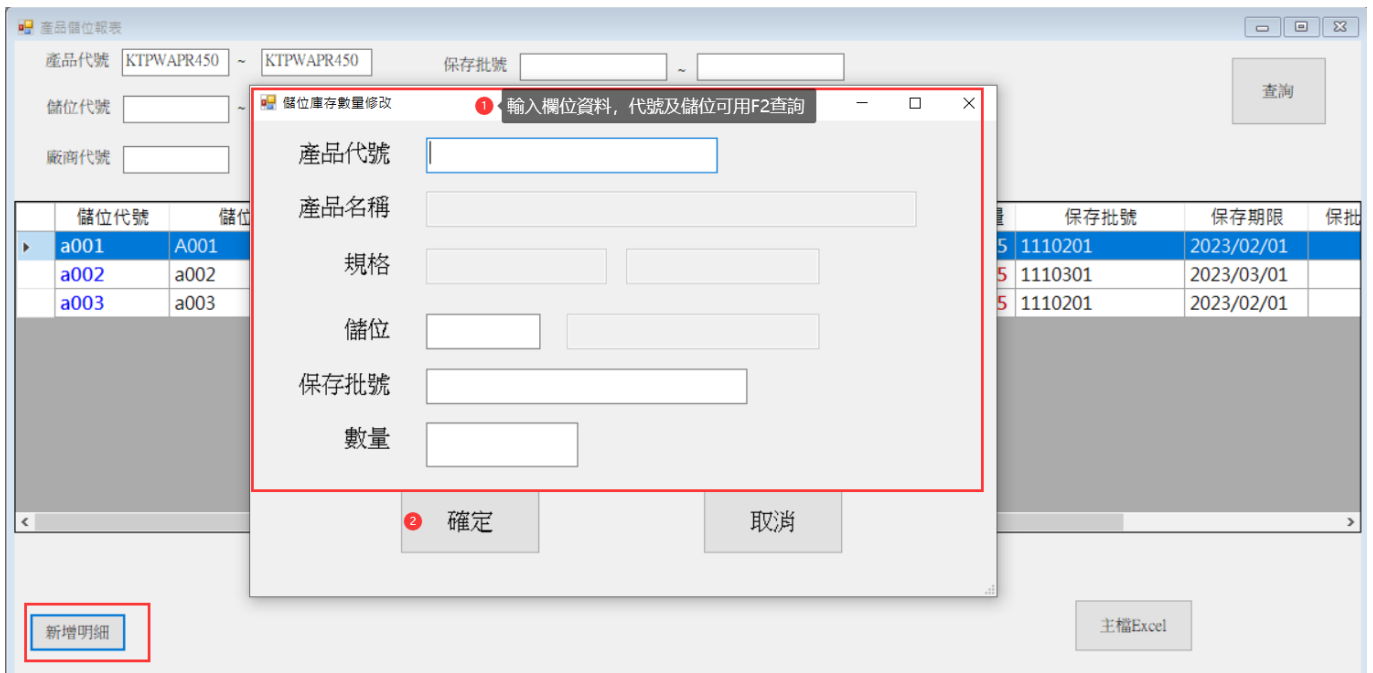 產品儲位報表
產品代號 KTPWAPR450 ~ KTPWAPR450 保存批號 ~
查詢
儲位代號 ~
廠商代號
儲位庫存數量修改
1 輸入欄位資料，代號及儲位可用F2查詢
產品代號
產品名稱
規格
儲位
保存批號
數量
2 確定 取消
儲位代號 儲位 量 保存批號 保存期限 保批
a001 A001 5 1110201 2023/02/01
a002 a002 5 1110301 2023/03/01
a003 a003 5 1110201 2023/02/01
新增明細
主檔Excel